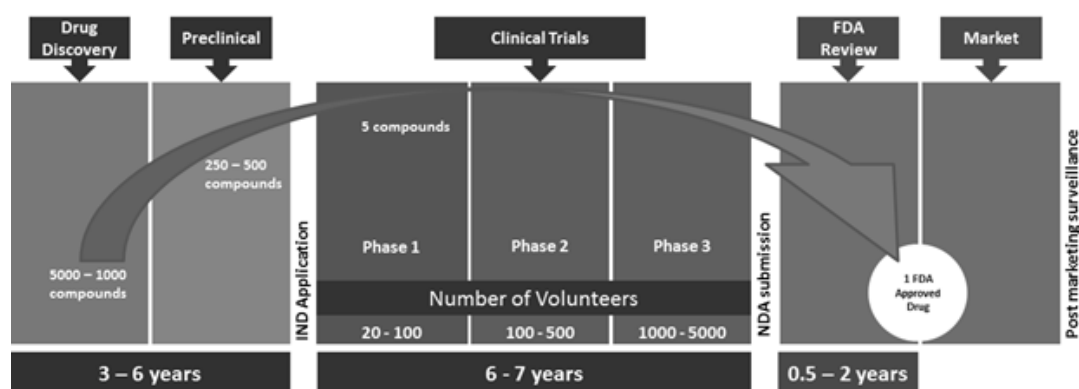 Drug
Discovery
Preclinical
Clinical Trials
FDA
Review
Market
5000 – 1000
compounds
250 – 500
compounds
IND Application
5 compounds
Phase 1
Phase 2
Phase 3
Number of Volunteers
20 - 100
100 - 500
1000 - 5000
NDA submission
1 FDA
Approved
Drug
Post marketing surveillance
3 – 6 years
6 - 7 years
0.5 – 2 years